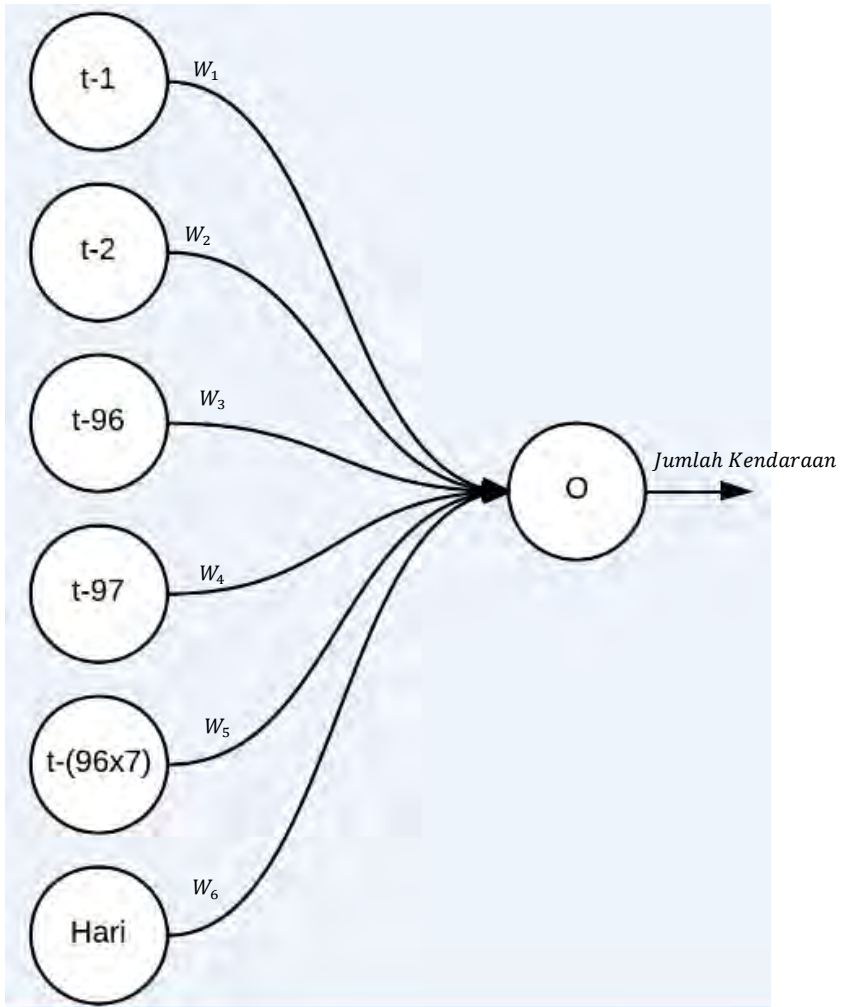 t-1
W₁
t-2
W₂
t-96
W₃
t-97
W₄
t-(96x7)
W₅
Hari
W₆
O
Jumlah Kendaraan